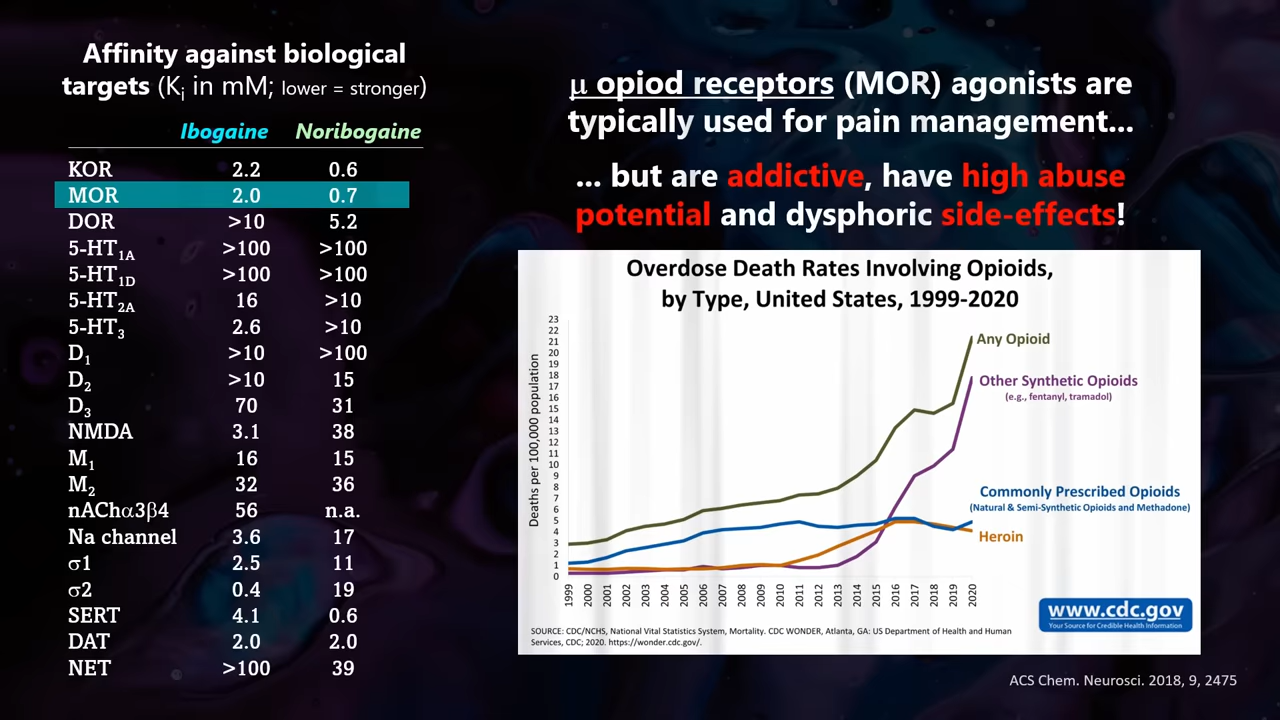 Affinity against biological
targets (Ki in mM; lower = stronger)
Ibogaine Noribogaine
KOR 2.2 0.6
MOR 2.0 0.7
DOR >10 5.2
5-HT1A >100 >100
5-HT1D >100 >100
5-HT2A 16 >10
5-HT3 2.6 >10
D1 >10 >100
D2 >10 15
D3 70 31
NMDA 3.1 38
M1 16 15
M2 32 36
nAChα3β4 56 n.a.
Na channel 3.6 17
σ1 2.5 11
σ2 0.4 19
SERT 4.1 0.6
DAT 2.0 2.0
NET >100 39
μ opiod receptors (MOR) agonists are
typically used for pain management...
... but are addictive, have high abuse
potential and dysphoric side-effects!
Overdose Death Rates Involving Opioids,
by Type, United States, 1999-2020
Deaths per 100,000 population
23
22
21
20
19
18
17
16
15
14
13
12
11
10
9
8
7
6
5
4
3
2
1
0
Any Opioid
Other Synthetic Opioids
(e.g., fentanyl, tramadol)
Commonly Prescribed Opioids
(Natural & Semi-Synthetic Opioids and Methadone)
Heroin
1999 2000 2001 2002 2003 2004 2005 2006 2007 2008 2009 2010 2011 2012 2013 2014 2015 2016 2017 2018 2019 2020
www.cdc.gov
Your Source for Credible Health Information
SOURCE: CDC/NCHS, National Vital Statistics System, Mortality. CDC WONDER, Atlanta, GA: US Department of Health and Human
Services, CDC; 2020. https://wonder.cdc.gov/.
ACS Chem. Neurosci. 2018, 9, 2475